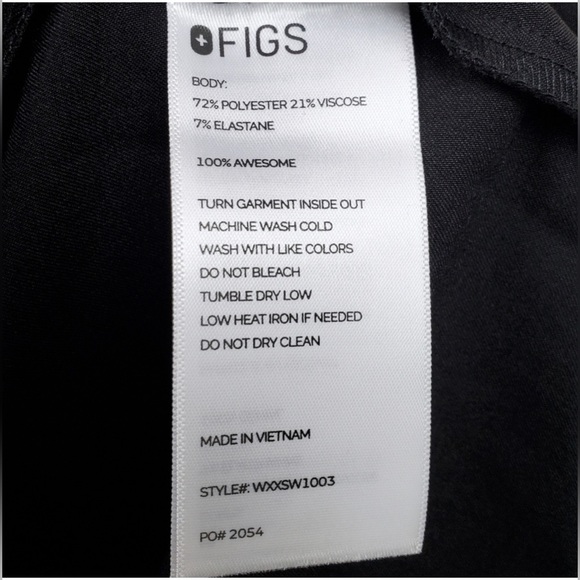 FIGS
BODY:
72% POLYESTER 21% VISCOSE
7% ELASTANE
100% AWESOME
TURN GARMENT INSIDE OUT
MACHINE WASH COLD
WASH WITH LIKE COLORS
DO NOT BLEACH
TUMBLE DRY LOW
LOW HEAT IRON IF NEEDED
DO NOT DRY CLEAN
MADE IN VIETNAM
STYLE#: WXXSW1003
PO# 2054